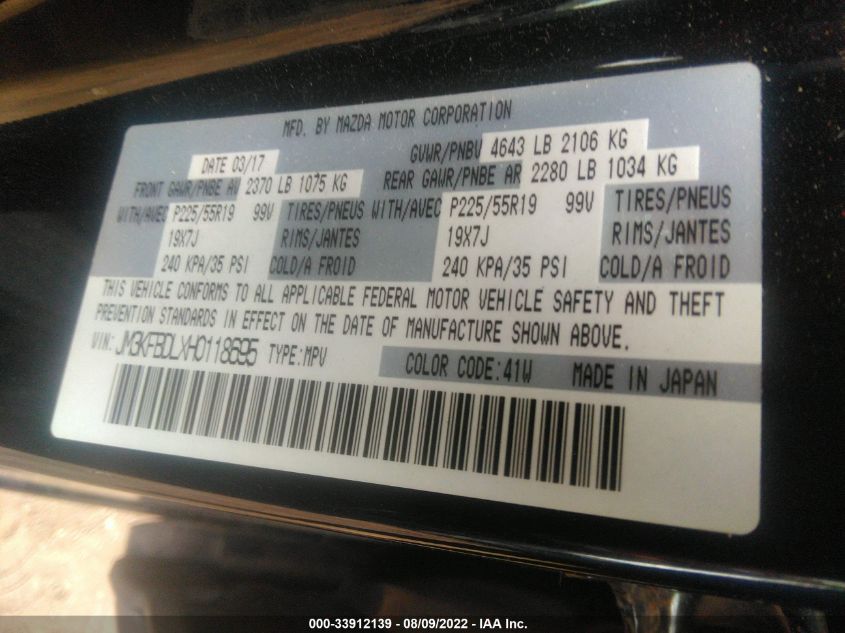 MFD. BY MAZDA MOTOR CORPORATION
DATE 03/17 GVWR/PNBV 4643 LB 2106 KG
FRONT GAWR/PNBE AV 2370 LB 1075 KG REAR GAWR/PNBE AR 2280 LB 1034 KG
WITH/AVEC P225/55R19 99V TIRES/PNEUS WITH/AVEC P225/55R19 99V TIRES/PNEUS
19X7J RIMS/JANTES 19X7J RIMS/JANTES
240 KPA/35 PSI COLD/A FROID 240 KPA/35 PSI COLD/A FROID
THIS VEHICLE CONFORMS TO ALL APPLICABLE FEDERAL MOTOR VEHICLE SAFETY AND THEFT
PREVENTION STANDARDS IN EFFECT ON THE DATE OF MANUFACTURE SHOWN ABOVE.
VIN: JM3KFBDLXH0118695 TYPE:MPV COLOR CODE:41W MADE IN JAPAN
000-33912139 - 08/09/2022 - IAA Inc.